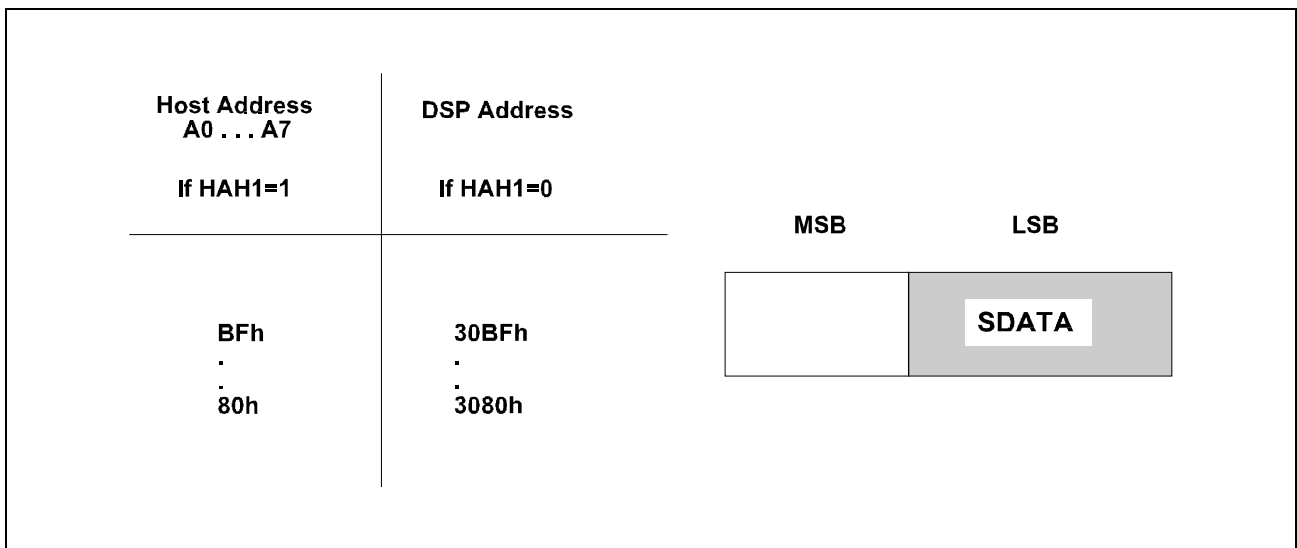 Host Address
A0 . . . A7
DSP Address
If HAH1=1
If HAH1=0
MSB
LSB
BFh
30BFh
SDATA
.
.
.
.
80h
3080h